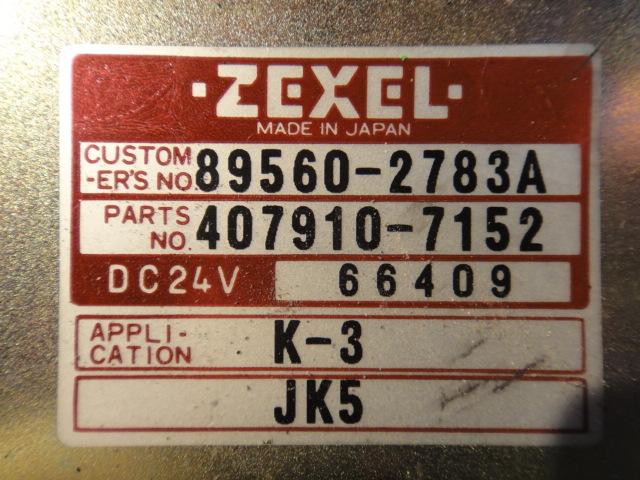 ·ZEXEL·
MADE IN JAPAN
CUSTOM
-ER'S NO. 89560-2783A
PARTS
NO. 407910-7152
DC24V 66409
APPLI-
CATION K-3
JK5